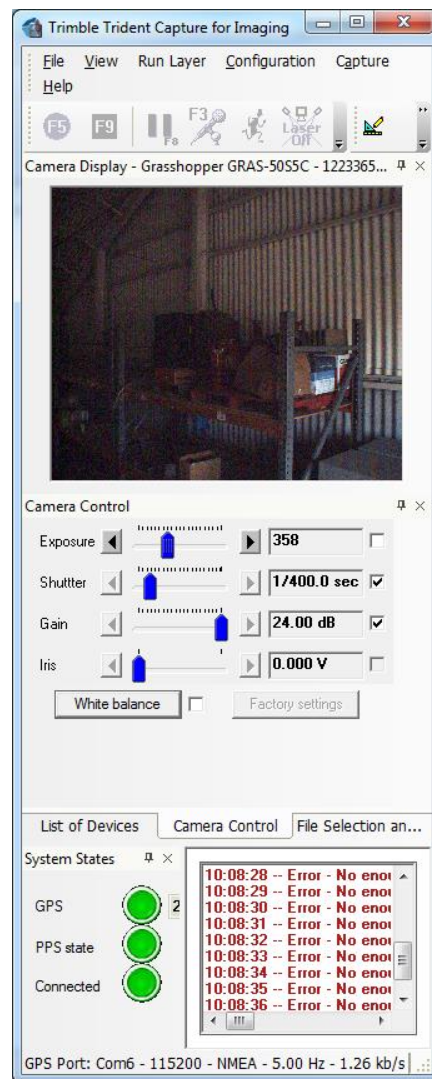 Trimble Trident Capture for Imaging
File View Run Layer Configuration Capture
Help
F5 F9 F8 F3 Laser Off
Camera Display - Grasshopper GRAS-50S5C - 1223365...
Camera Control
Exposure 358
Shuttter 1/400.0 sec
Gain 24.00 dB
Iris 0.000 V
White balance Factory settings
List of Devices Camera Control File Selection an...
System States
GPS 2
PPS state
Connected
10:08:28 -- Error - No enou
10:08:29 -- Error - No enou
10:08:30 -- Error - No enou
10:08:31 -- Error - No enou
10:08:32 -- Error - No enou
10:08:33 -- Error - No enou
10:08:34 -- Error - No enou
10:08:35 -- Error - No enou
10:08:36 -- Error - No enou
GPS Port: Com6 - 115200 - NMEA - 5.00 Hz - 1.26 kb/s